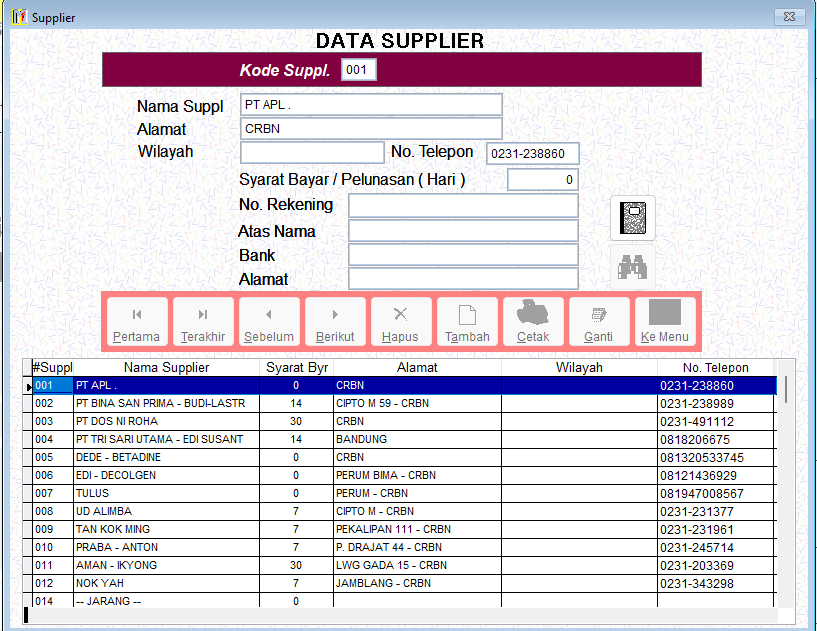 Supplier
DATA SUPPLIER
Kode Suppl. 001
Nama Suppl PT APL .
Alamat CRBN
Wilayah No. Telepon 0231-238860
Syarat Bayar / Pelunasan ( Hari ) 0
No. Rekening
Atas Nama
Bank
Alamat
Pertama Terakhir Sebelum Berikut Hapus Tambah Cetak Ganti Ke Menu
#Suppl Nama Supplier Syarat Byr Alamat Wilayah No. Telepon
001 PT APL . 0 CRBN 0231-238860
002 PT BINA SAN PRIMA - BUDI-LASTR 14 CIPTO M 59 - CRBN 0231-238989
003 PT DOS NI ROHA 30 CRBN 0231-491112
004 PT TRI SARI UTAMA - EDI SUSANT 14 BANDUNG 0818206675
005 DEDE - BETADINE 0 CRBN 081320533745
006 EDI - DECOLGEN 0 PERUM BIMA - CRBN 08121436929
007 TULUS 0 PERUM - CRBN 081947008567
008 UD ALIMBA 7 CIPTO M - CRBN 0231-231377
009 TAN KOK MING 7 PEKALIPAN 111 - CRBN 0231-231961
010 PRABA - ANTON 7 P. DRAJAT 44 - CRBN 0231-245714
011 AMAN - IKYONG 30 LWG GADA 15 - CRBN 0231-203369
012 NOK YAH 7 JAMBLANG - CRBN 0231-343298
014 -- JARANG -- 0